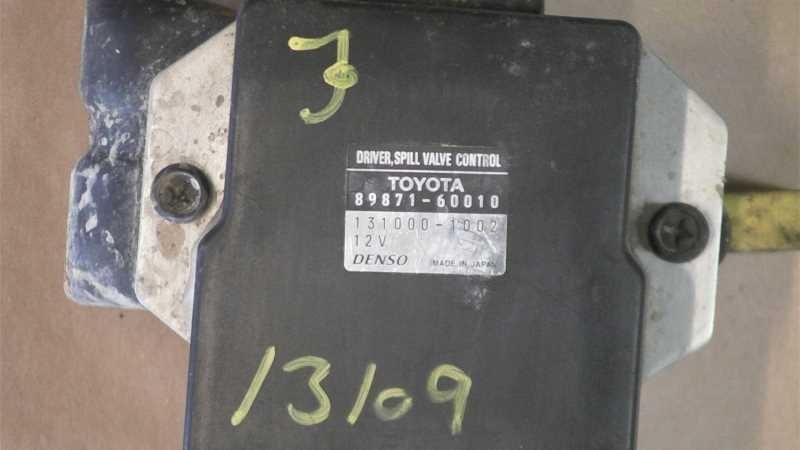 J
DRIVER, SPILL VALVE CONTROL
TOYOTA
89871-60010
131000-1002
12V
DENSO MADE IN JAPAN
13109